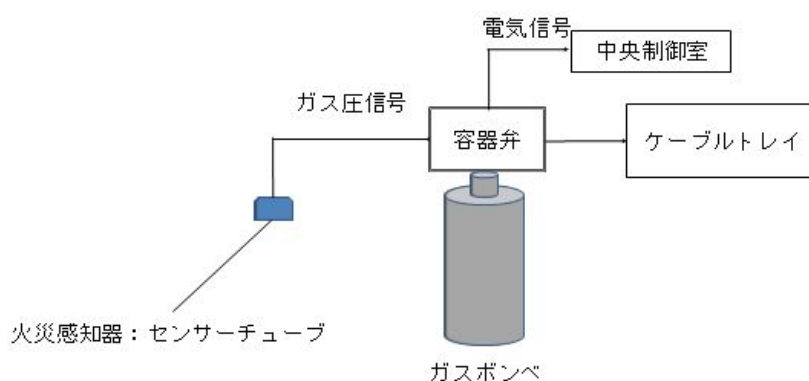 電気信号
中央制御室
ガス圧信号
容器弁
ケーブルトレイ
火災感知器：センサーチューブ
ガスボンベ